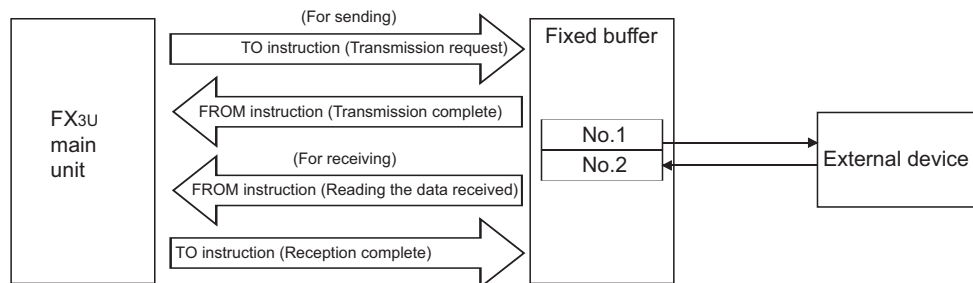 (For sending)
TO instruction (Transmission request)
FROM instruction (Transmission complete)
(For receiving)
FROM instruction (Reading the data received)
TO instruction (Reception complete)
FX3U
main
unit
Fixed buffer
No.1
No.2
External device